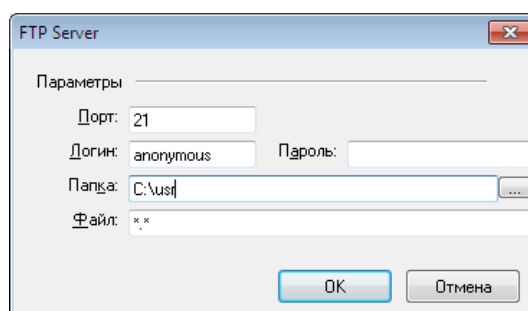 FTP Server
Параметры
Порт: 21
Логин: anonymous Пароль:
Папка: C:\usr ...
Файл: *.*
OK Отмена